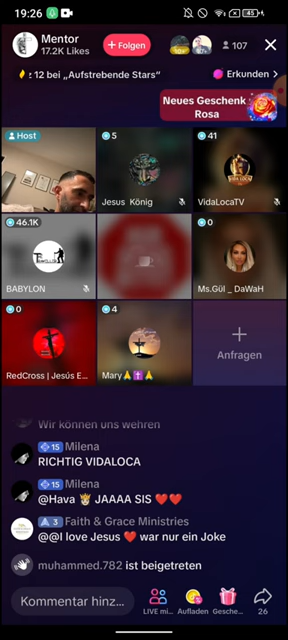 19:26
Mentor
17.2K Likes
+ Folgen
107
12 bei „Aufstrebende Stars“
Erkunden >
Neues Geschenk
Rosa
Host
5
Jesus König
41
VidaLocaTV
46.1K
BABYLON
0
Ms.Gül _ DaWaH
0
RedCross | Jesús E...
4
Mary🙏✝️🙏
Anfragen
Wir können uns wehren
15 Milena
RICHTIG VIDALOCA
15 Milena
@Hava 👸 JAAAA SIS ❤️❤️
3 Faith & Grace Ministries
@@I love Jesus ❤️ war nur ein Joke
muhammed.782 ist beigetreten
Kommentar hinz...
LIVE mi...
Aufladen
Gesche...
26